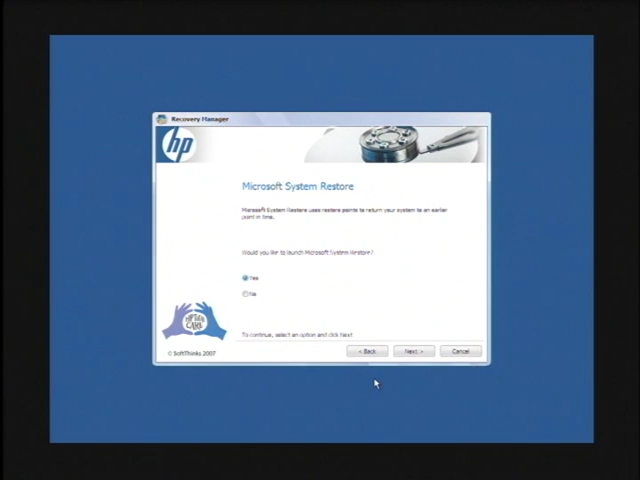 Recovery Manager
hp
Microsoft System Restore
Microsoft System Restore uses restore points to return your system to an earlier
point in time.
Would you like to launch Microsoft System Restore?
Yes
No
To continue, select an option and click Next
© SoftThinks 2007
< Back
Next >
Cancel